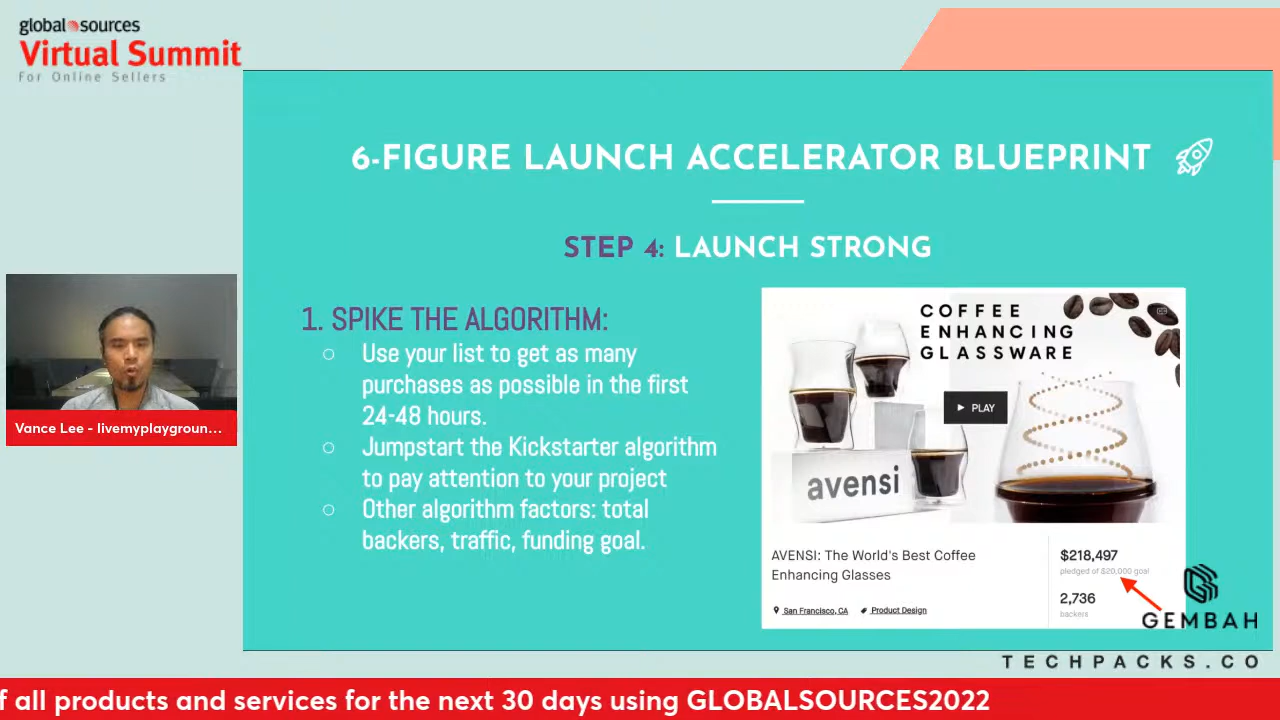 global sources
Virtual Summit
For Online Sellers
6-FIGURE LAUNCH ACCELERATOR BLUEPRINT
STEP 4: LAUNCH STRONG
1. SPIKE THE ALGORITHM:
○ Use your list to get as many
purchases as possible in the first
24-48 hours.
○ Jumpstart the Kickstarter algorithm
to pay attention to your project
○ Other algorithm factors: total
backers, traffic, funding goal.
COFFEE
ENHANCING
GLASSWARE
PLAY
avensi
AVENSI: The World's Best Coffee
Enhancing Glasses
San Francisco, CA Product Design
$218,497
pledged of $20,000 goal
2,736
backers
Vance Lee - livemyplaygroun...
GEMBAH
TECHPACKS.CO
f all products and services for the next 30 days using GLOBALSOURCES2022